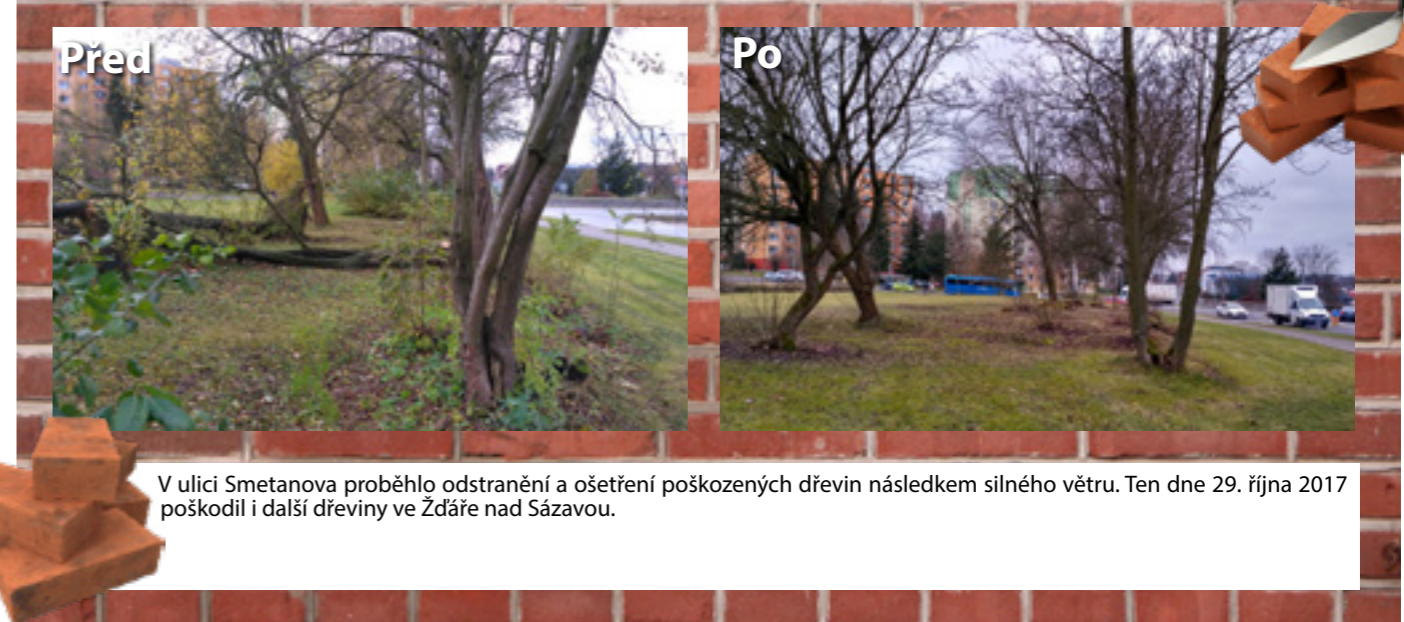 Před
Po
V ulici Smetanova proběhlo odstranění a ošetření poškozených dřevin následkem silného větru. Ten dne 29. října 2017
poškodil i další dřeviny ve Žďáře nad Sázavou.